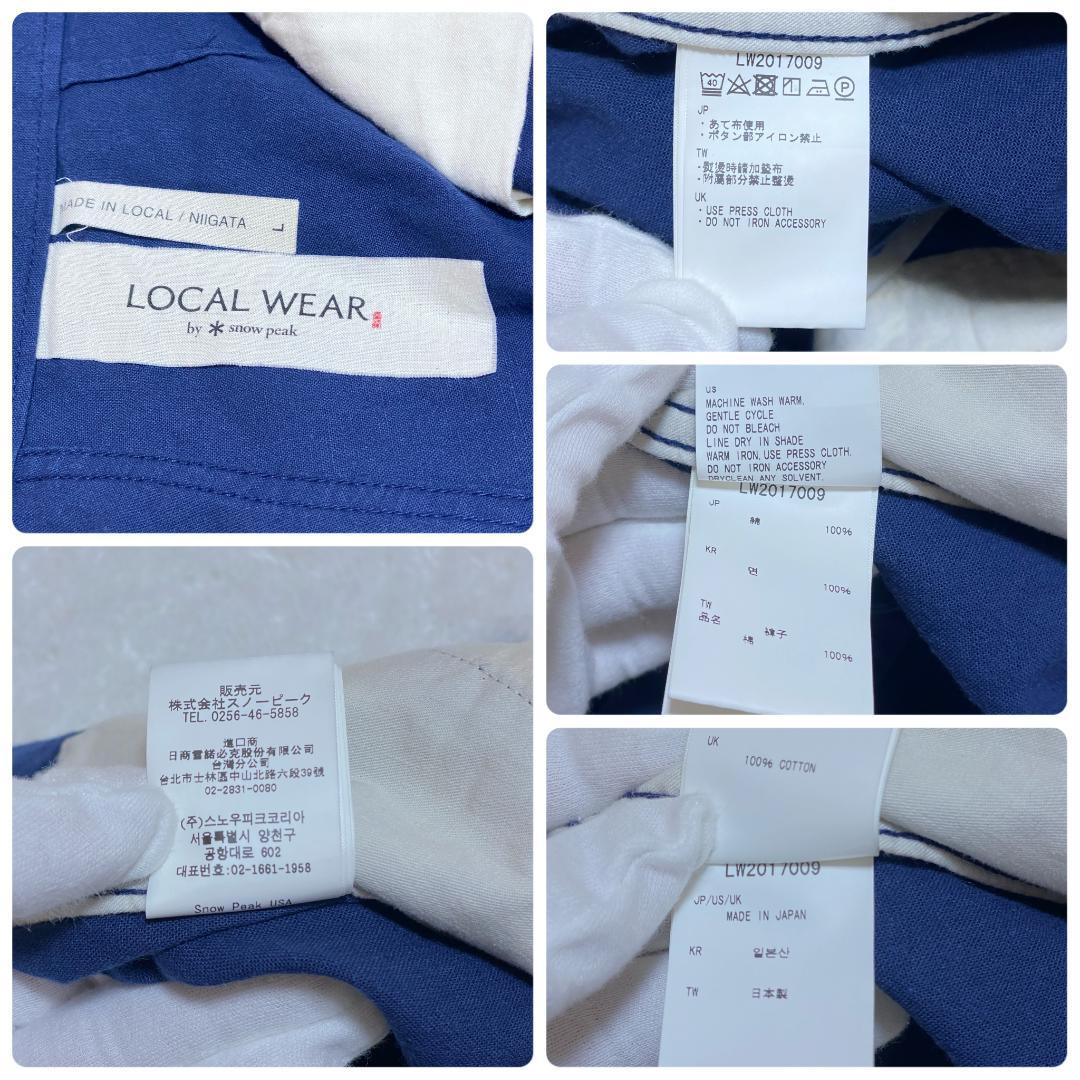 MADE IN LOCAL / NIIGATA L
LOCAL WEAR
by snow peak
LW2017009
40
P
JP
・あて布使用
・ボタン部アイロン禁止
TW
・熨燙時請加墊布
・附屬部分禁止整燙
UK
・USE PRESS CLOTH
・DO NOT IRON ACCESSORY
US
MACHINE WASH WARM.
GENTLE CYCLE
DO NOT BLEACH
LINE DRY IN SHADE
WARM IRON, USE PRESS CLOTH.
DO NOT IRON ACCESSORY
DRYCLEAN ANY SOLVENT.
LW2017009
JP
綿 100%
KR
면 100%
TW
品名 褲子
綿 100%
販売元
株式会社スノーピーク
TEL. 0256-46-5858
進口商
日商雪諾必克股份有限公司
台灣分公司
台北市士林區中山北路六段39號
02-2831-0080
(주)스노우피크코리아
서울특별시 양천구
공항대로 602
대표번호:02-1661-1958
Snow Peak USA
UK
100% COTTON
LW2017009
JP/US/UK
MADE IN JAPAN
KR 일본산
TW 日本製